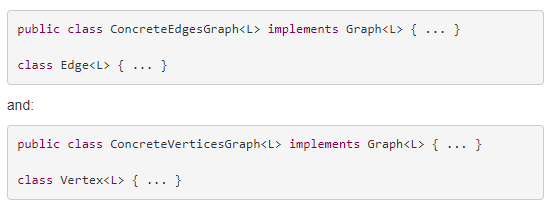 public class ConcreteEdgesGraph<L> implements Graph<L> { ... }
class Edge<L> { ... }
and:
public class ConcreteVerticesGraph<L> implements Graph<L> { ... }
class Vertex<L> { ... }